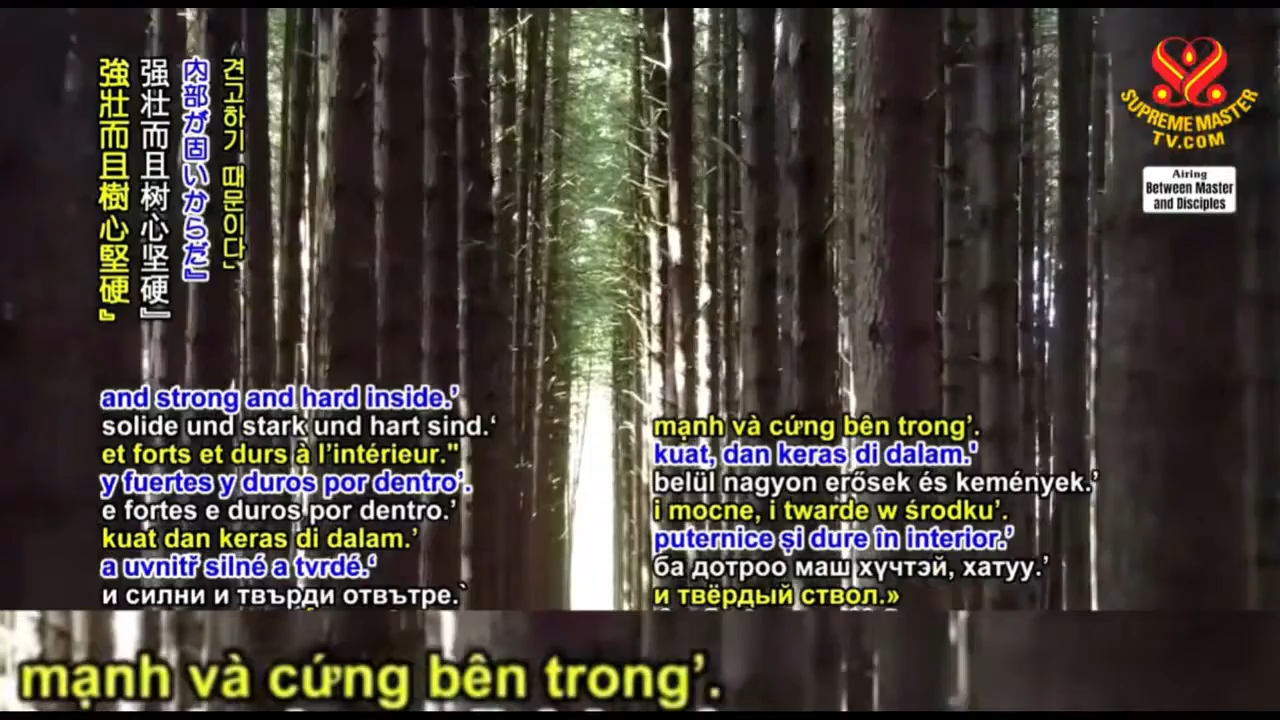 強壯而且樹心堅硬』
强壮而且树心坚硬』
内部が固いからだ』
견고하기 때문이다」
SUPREME MASTER
TV.COM
Airing
Between Master
and Disciples
and strong and hard inside.’
solide und stark und hart sind.‘
et forts et durs à l’intérieur."
y fuertes y duros por dentro’.
e fortes e duros por dentro.’
kuat dan keras di dalam.’
a uvnitř silné a tvrdé.‘
и силни и твърди отвътре.`
mạnh và cứng bên trong’.
kuat, dan keras di dalam.'
belül nagyon erősek és kemények.’
i mocne, i twarde w środku’.
puternice și dure în interior.’
ба дотроо маш хүчтэй, хатуу.’
и твёрдый ствол.»
mạnh và cứng bên trong’.